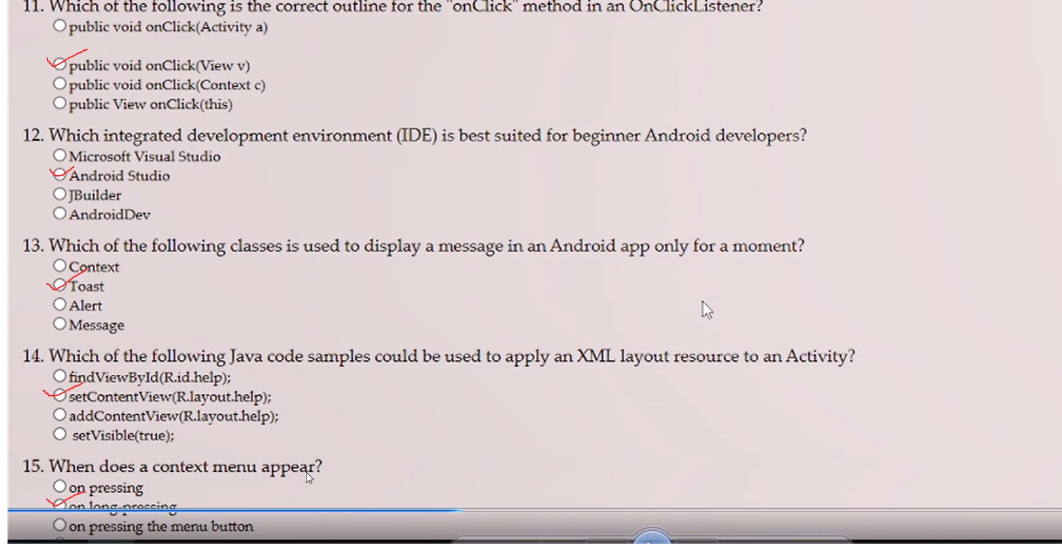 11. Which of the following is the correct outline for the "onClick" method in an OnClickListener?
public void onClick(Activity a)
public void onClick(View v)
public void onClick(Context c)
public View onClick(this)
12. Which integrated development environment (IDE) is best suited for beginner Android developers?
Microsoft Visual Studio
Android Studio
JBuilder
AndroidDev
13. Which of the following classes is used to display a message in an Android app only for a moment?
Context
Toast
Alert
Message
14. Which of the following Java code samples could be used to apply an XML layout resource to an Activity?
findViewById(R.id.help);
setContentView(R.layout.help);
addContentView(R.layout.help);
setVisible(true);
15. When does a context menu appear?
on pressing
on long-pressing
on pressing the menu button